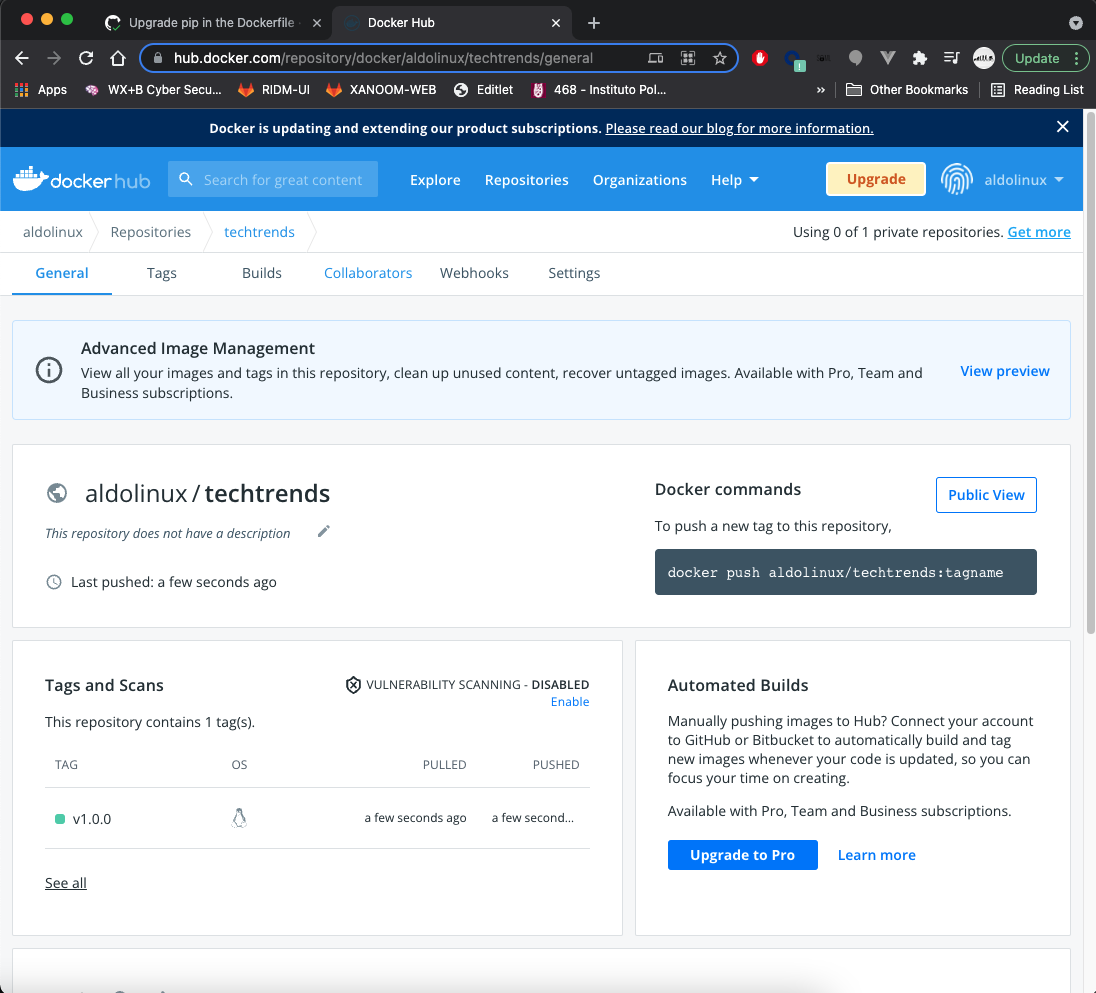 Upgrade pip in the Dockerfile
Docker Hub
hub.docker.com/repository/docker/aldolinux/techtrends/general
Update
Apps
WX+B Cyber Secu...
RIDM-UI
XANOOM-WEB
Editlet
468 - Instituto Pol...
»
Other Bookmarks
Reading List
Docker is updating and extending our product subscriptions. Please read our blog for more information.
docker hub
Search for great content
Explore
Repositories
Organizations
Help
Upgrade
aldolinux
aldolinux
Repositories
techtrends
Using 0 of 1 private repositories. Get more
General
Tags
Builds
Collaborators
Webhooks
Settings
Advanced Image Management
View all your images and tags in this repository, clean up unused content, recover untagged images. Available with Pro, Team and
Business subscriptions.
View preview
aldolinux / techtrends
This repository does not have a description
Last pushed: a few seconds ago
Docker commands
Public View
To push a new tag to this repository,
docker push aldolinux/techtrends:tagname
Tags and Scans
VULNERABILITY SCANNING - DISABLED
Enable
This repository contains 1 tag(s).
TAG OS PULLED PUSHED
v1.0.0 a few seconds ago a few second...
See all
Automated Builds
Manually pushing images to Hub? Connect your account
to GitHub or Bitbucket to automatically build and tag
new images whenever your code is updated, so you can
focus your time on creating.
Available with Pro, Team and Business subscriptions.
Upgrade to Pro
Learn more